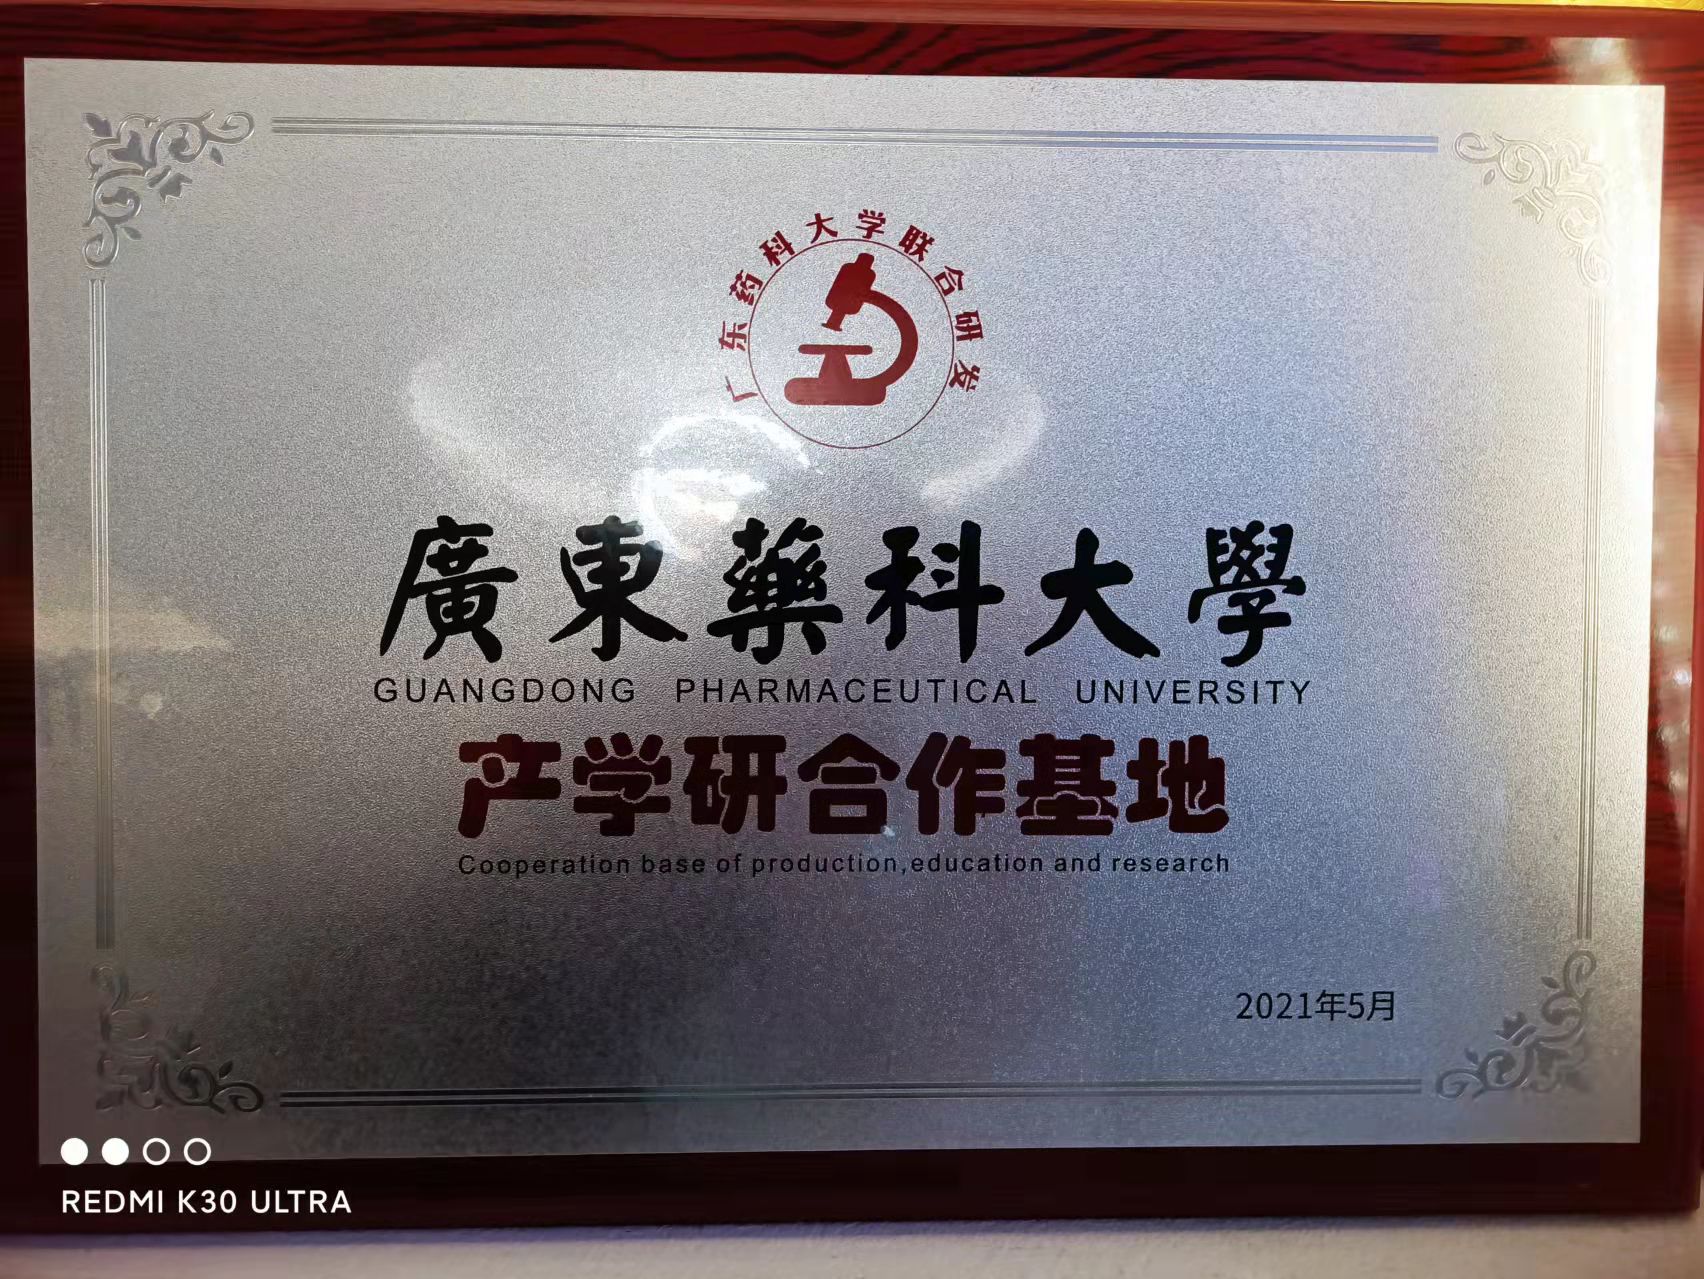 广东药科大学联合研发
廣東藥科大學
GUANGDONG PHARMACEUTICAL UNIVERSITY
产学研合作基地
Cooperation base of production,education and research
2021年5月
REDMI K30 ULTRA